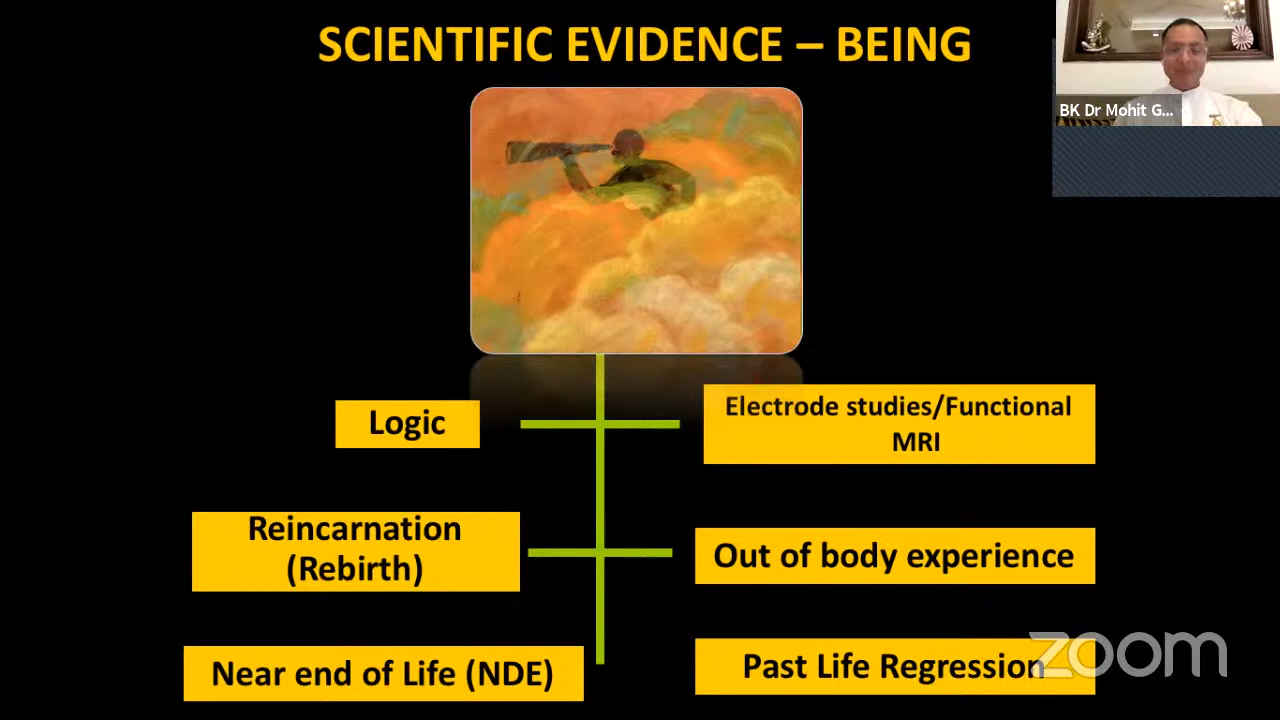 SCIENTIFIC EVIDENCE – BEING
BK Dr Mohit G...
Logic
Electrode studies/Functional
MRI
Reincarnation
(Rebirth)
Out of body experience
Near end of Life (NDE)
Past Life Regression
zoom